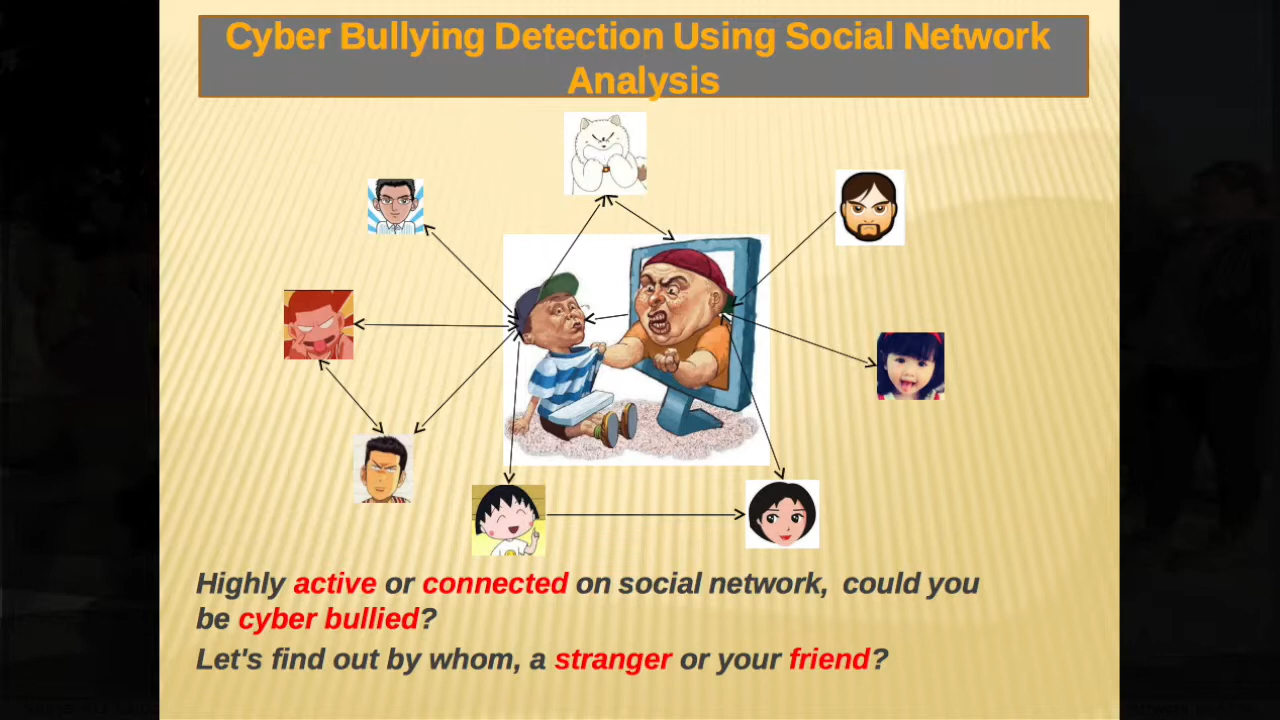 Cyber Bullying Detection Using Social Network
Analysis
Highly active or connected on social network, could you
be cyber bullied?
Let's find out by whom, a stranger or your friend?